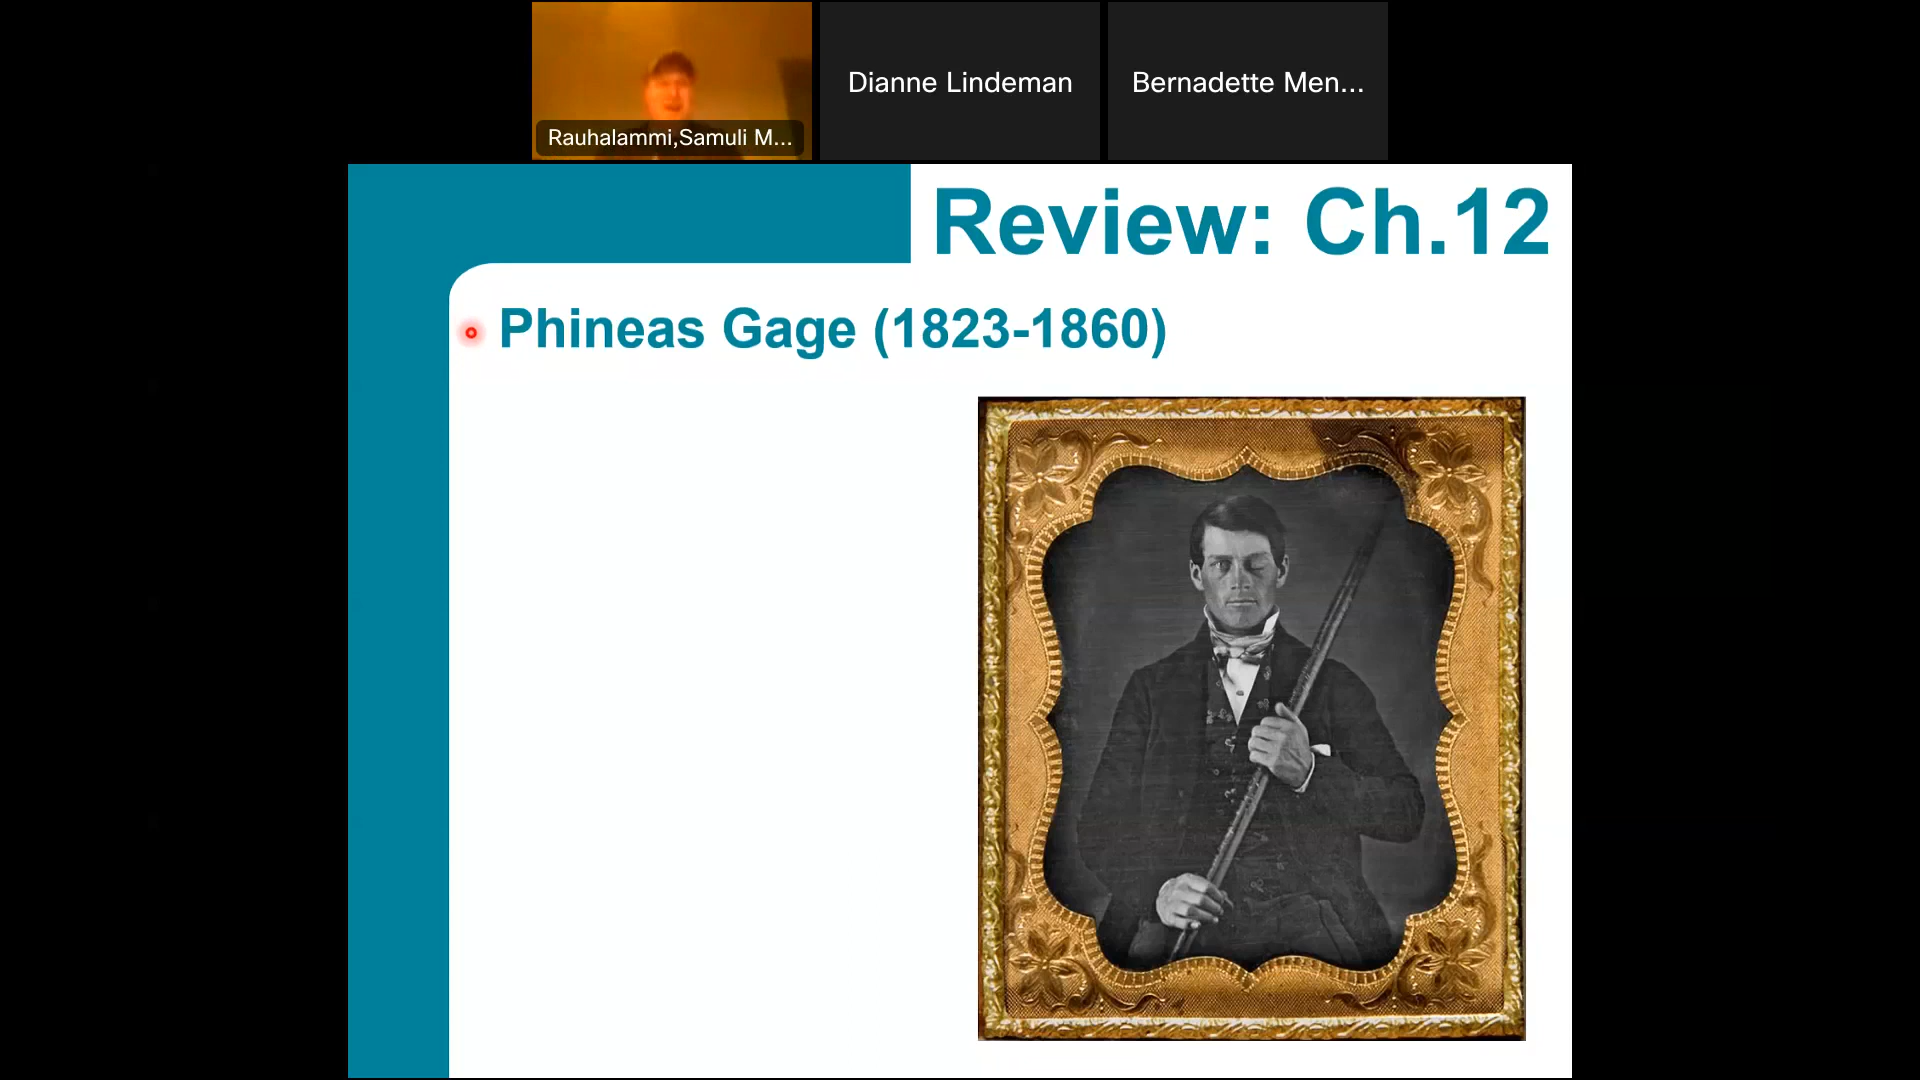 Rauhalammi,Samuli M...
Dianne Lindeman
Bernadette Men...
Review: Ch.12
Phineas Gage (1823-1860)